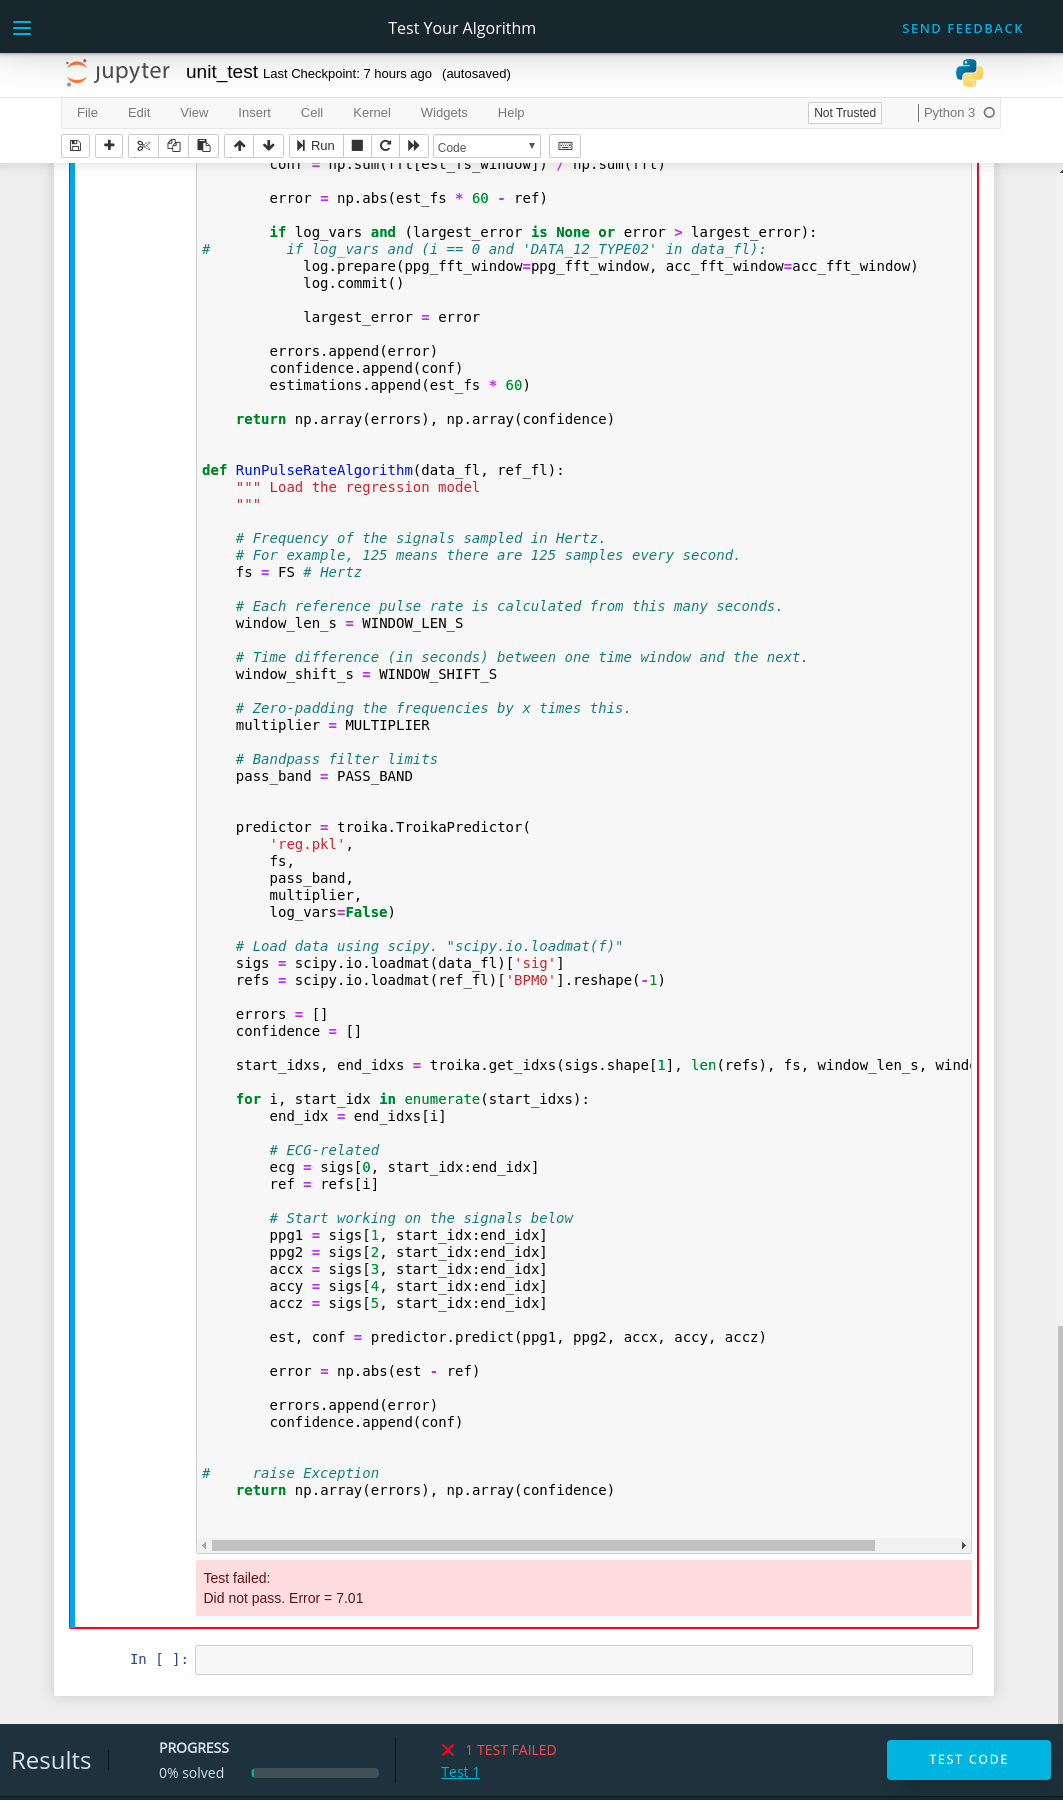 Test Your Algorithm
SEND FEEDBACK
jupyter unit_test Last Checkpoint: 7 hours ago (autosaved)
File Edit View Insert Cell Kernel Widgets Help Not Trusted Python 3
Run Code
conf = np.sum(fft[est_fs_window]) / np.sum(fft)
error = np.abs(est_fs * 60 - ref)
if log_vars and (largest_error is None or error > largest_error):
# if log_vars and (i == 0 and 'DATA_12_TYPE02' in data_fl):
log.prepare(ppg_fft_window=ppg_fft_window, acc_fft_window=acc_fft_window)
log.commit()
largest_error = error
errors.append(error)
confidence.append(conf)
estimations.append(est_fs * 60)
return np.array(errors), np.array(confidence)
def RunPulseRateAlgorithm(data_fl, ref_fl):
""" Load the regression model
"""
# Frequency of the signals sampled in Hertz.
# For example, 125 means there are 125 samples every second.
fs = FS # Hertz
# Each reference pulse rate is calculated from this many seconds.
window_len_s = WINDOW_LEN_S
# Time difference (in seconds) between one time window and the next.
window_shift_s = WINDOW_SHIFT_S
# Zero-padding the frequencies by x times this.
multiplier = MULTIPLIER
# Bandpass filter limits
pass_band = PASS_BAND
predictor = troika.TroikaPredictor(
'reg.pkl',
fs,
pass_band,
multiplier,
log_vars=False)
# Load data using scipy. "scipy.io.loadmat(f)"
sigs = scipy.io.loadmat(data_fl)['sig']
refs = scipy.io.loadmat(ref_fl)['BPM0'].reshape(-1)
errors = []
confidence = []
start_idxs, end_idxs = troika.get_idxs(sigs.shape[1], len(refs), fs, window_len_s, wind
for i, start_idx in enumerate(start_idxs):
end_idx = end_idxs[i]
# ECG-related
ecg = sigs[0, start_idx:end_idx]
ref = refs[i]
# Start working on the signals below
ppg1 = sigs[1, start_idx:end_idx]
ppg2 = sigs[2, start_idx:end_idx]
accx = sigs[3, start_idx:end_idx]
accy = sigs[4, start_idx:end_idx]
accz = sigs[5, start_idx:end_idx]
est, conf = predictor.predict(ppg1, ppg2, accx, accy, accz)
error = np.abs(est - ref)
errors.append(error)
confidence.append(conf)
# raise Exception
return np.array(errors), np.array(confidence)
Test failed:
Did not pass. Error = 7.01
In [ ]:
Results
PROGRESS
0% solved
1 TEST FAILED
Test 1
TEST CODE